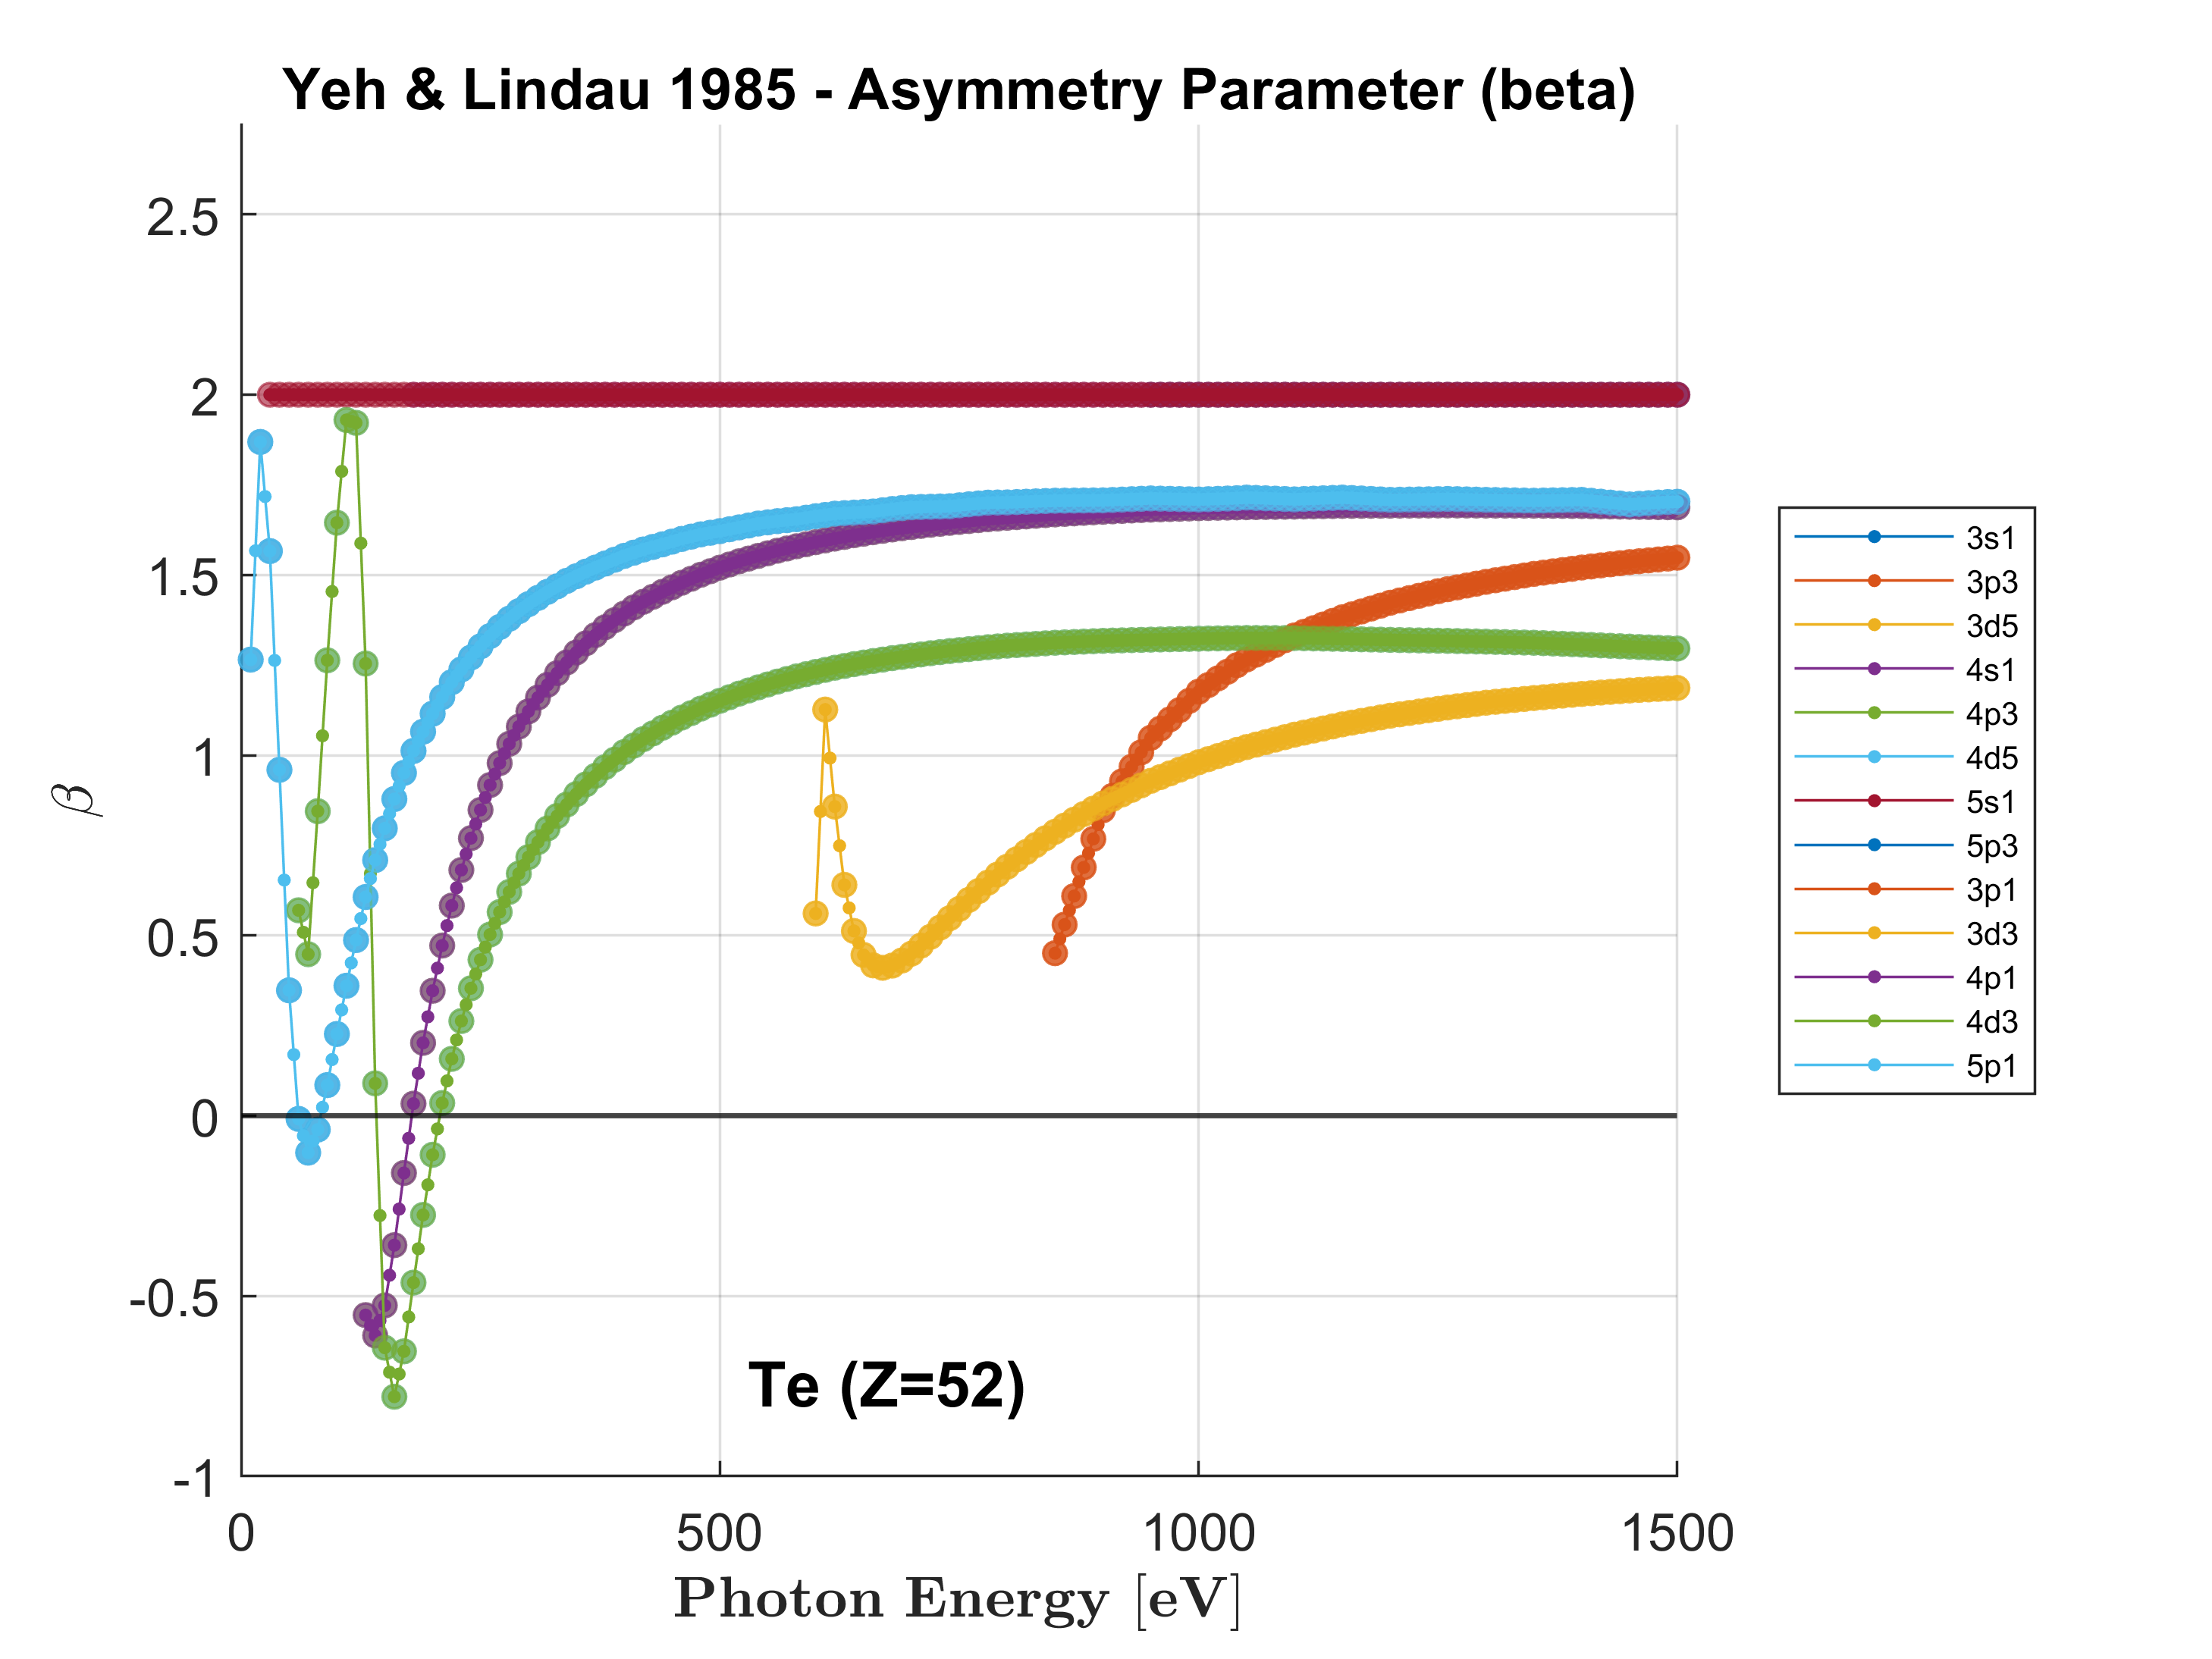 Yeh & Lindau 1985 - Asymmetry Parameter (beta)
2.5
2
1.5
1
0.5
0
-0.5
-1
β
0 500 1000 1500
Photon Energy [eV]
Te (Z=52)
3s1
3p3
3d5
4s1
4p3
4d5
5s1
5p3
3p1
3d3
4p1
4d3
5p1